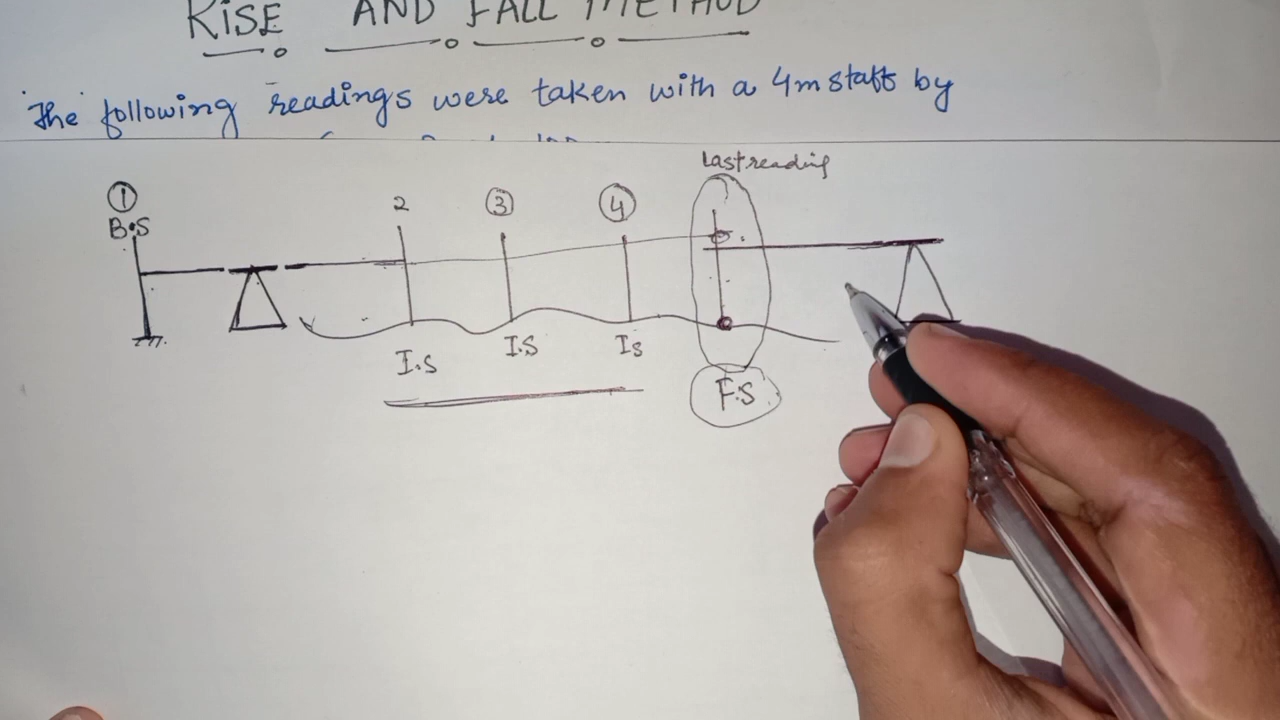 RISE AND FALL METHOD
The following readings were taken with a 4m staff by
Last reading
① 2 ③ ④
B.S
I.S I.S Is
F.S